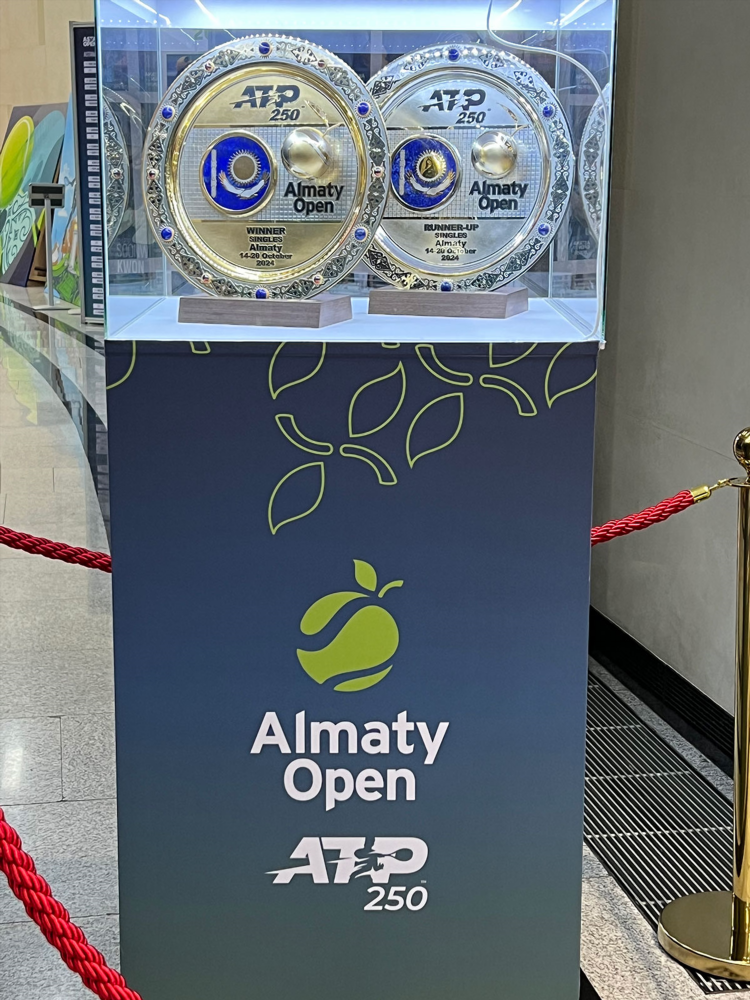 ATP
250
Almaty
Open
WINNER
SINGLES
Almaty
14-20 October
2024
ATP
250
Almaty
Open
RUNNER-UP
SINGLES
Almaty
14-20 October
2024
Almaty
Open
ATP
250